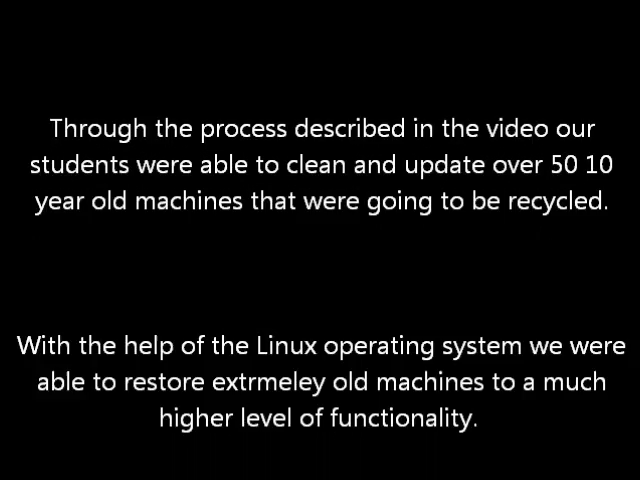 Through the process described in the video our
students were able to clean and update over 50 10
year old machines that were going to be recycled.
With the help of the Linux operating system we were
able to restore extrmeley old machines to a much
higher level of functionality.